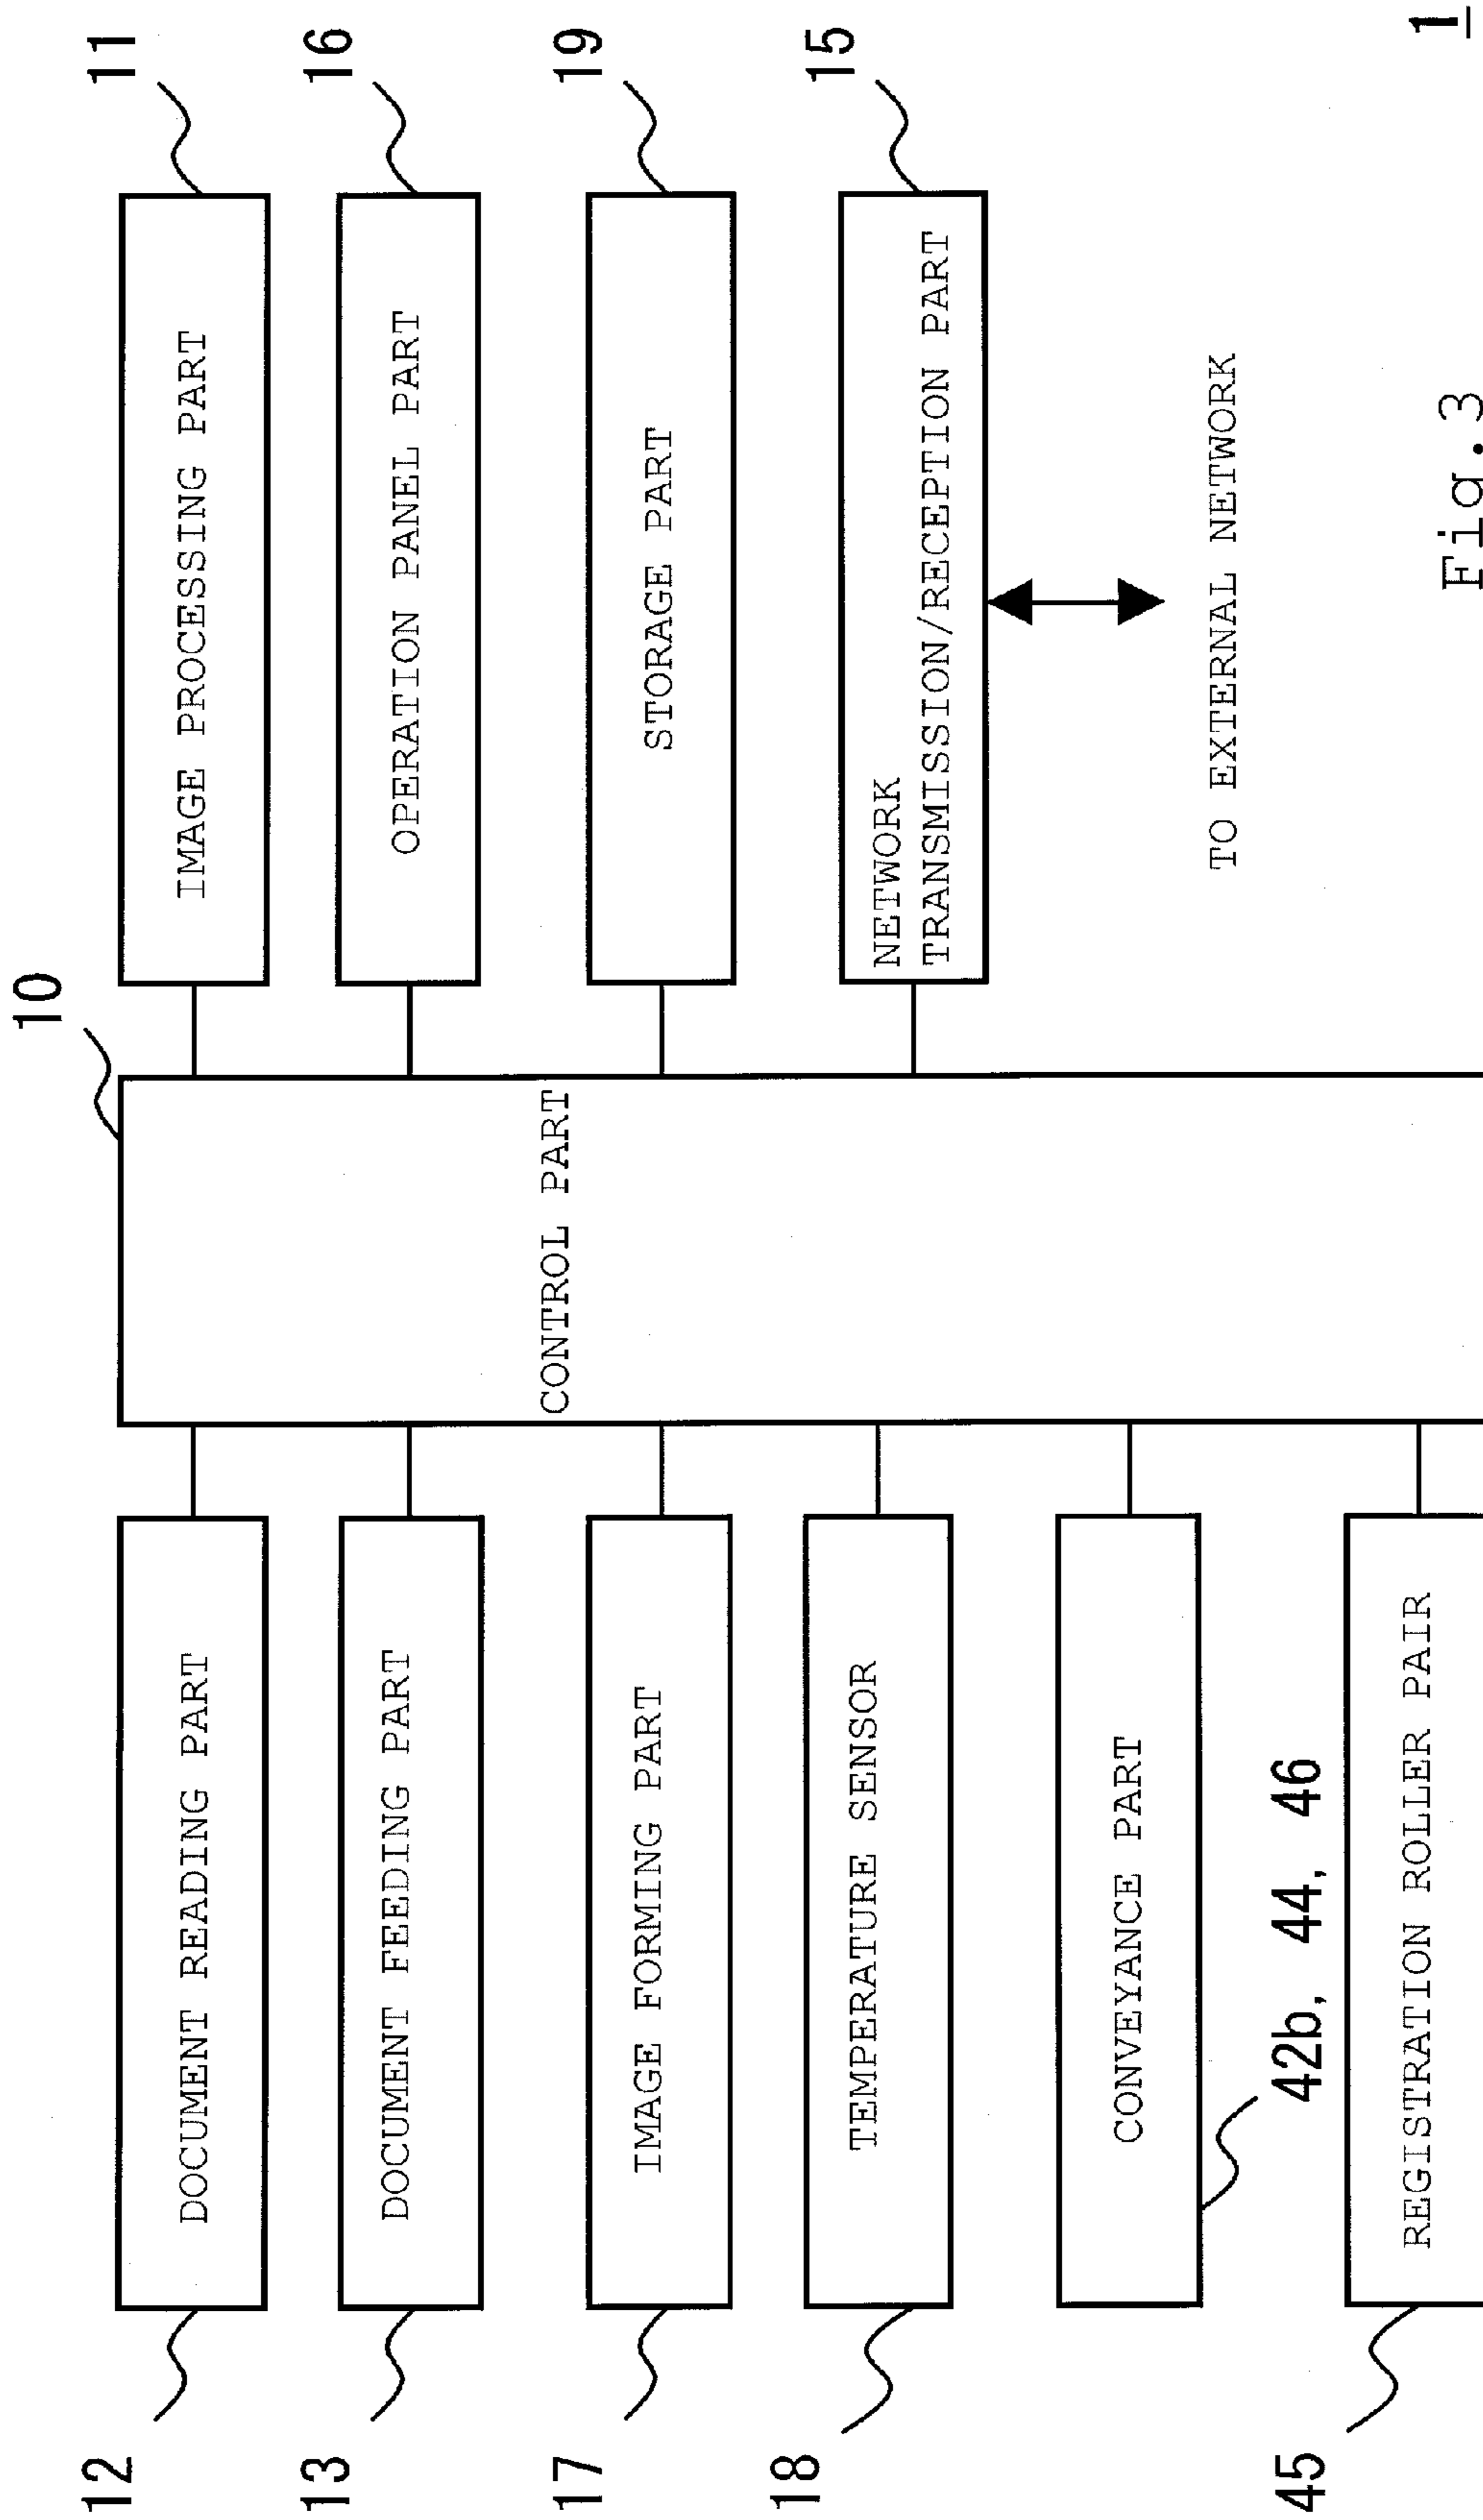 10
12
DOCUMENT READING PART
13
DOCUMENT FEEDING PART
17
IMAGE FORMING PART
18
TEMPERATURE SENSOR
CONVEYANCE PART
42b, 44, 46
45
REGISTRATION ROLLER PAIR
CONTROL PART
IMAGE PROCESSING PART
11
OPERATION PANEL PART
16
STORAGE PART
19
NETWORK
TRANSMISSION/RECEPTION PART
15
TO EXTERNAL NETWORK
1
Fig.3